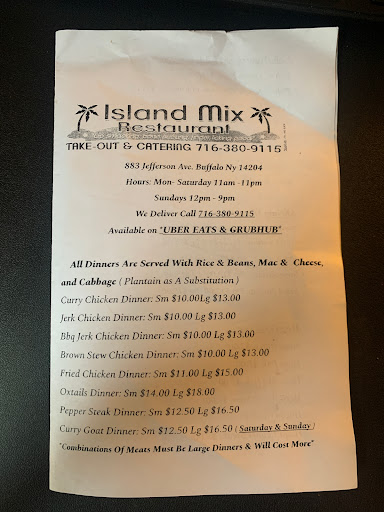 Island Mix
Restaurant
TAKE-OUT & CATERING 716-380-9115
883 Jefferson Ave. Buffalo Ny 14204
Hours: Mon- Saturday 11am -11pm
Sundays 12pm - 9pm
We Deliver Call 716-380-9115
Available on "UBER EATS & GRUBHUB"
All Dinners Are Served With Rice & Beans, Mac & Cheese,
and Cabbage ( Plantain as A Substitution )
Curry Chicken Dinner: Sm $10.00Lg $13.00
Jerk Chicken Dinner: Sm $10.00 Lg $13.00
Bbq Jerk Chicken Dinner: Sm $10.00 Lg $13.00
Brown Stew Chicken Dinner: Sm $10.00 Lg $13.00
Fried Chicken Dinner: Sm $11.00 Lg $15.00
Oxtails Dinner: Sm $14.00 Lg $18.00
Pepper Steak Dinner: Sm $12.50 Lg $16.50
Curry Goat Dinner: Sm $12.50 Lg $16.50 ( Saturday & Sunday )
"Combinations Of Meats Must Be Large Dinners & Will Cost More"